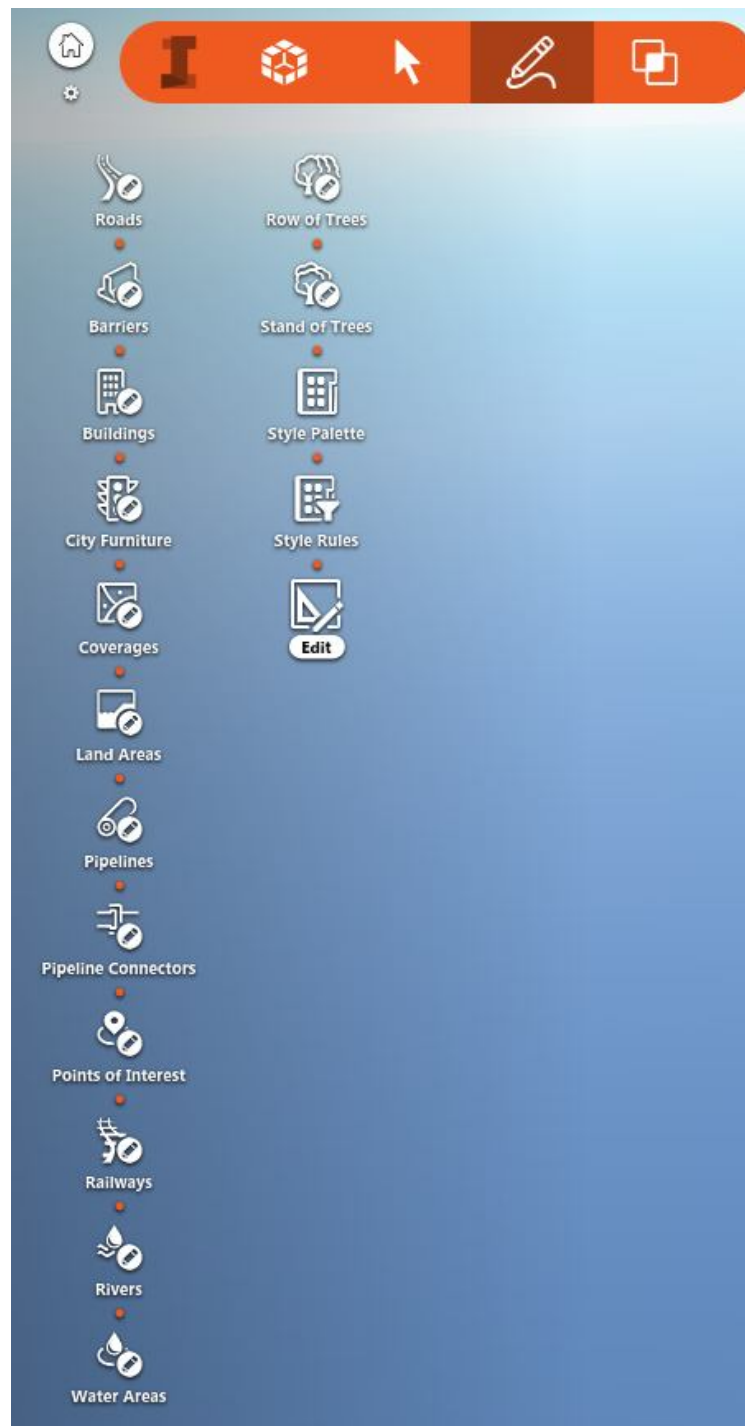 Roads
Barriers
Buildings
City Furniture
Coverages
Land Areas
Pipelines
Pipeline Connectors
Points of Interest
Railways
Rivers
Water Areas
Row of Trees
Stand of Trees
Style Palette
Style Rules
Edit